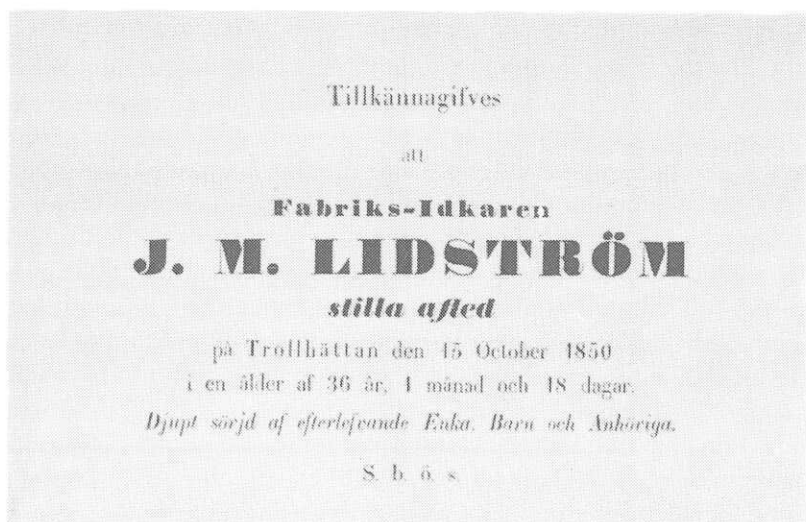 Tillkännagifves
att
Fabriks-Idkaren
J. M. LIDSTRÖM
stilla afled
på Trollhättan den 15 October 1850
i en ålder af 36 år, 1 månad och 18 dagar.
Djupt sörjd af efterlefvande Enka, Barn och Anhöriga.
S. b. ö. s.